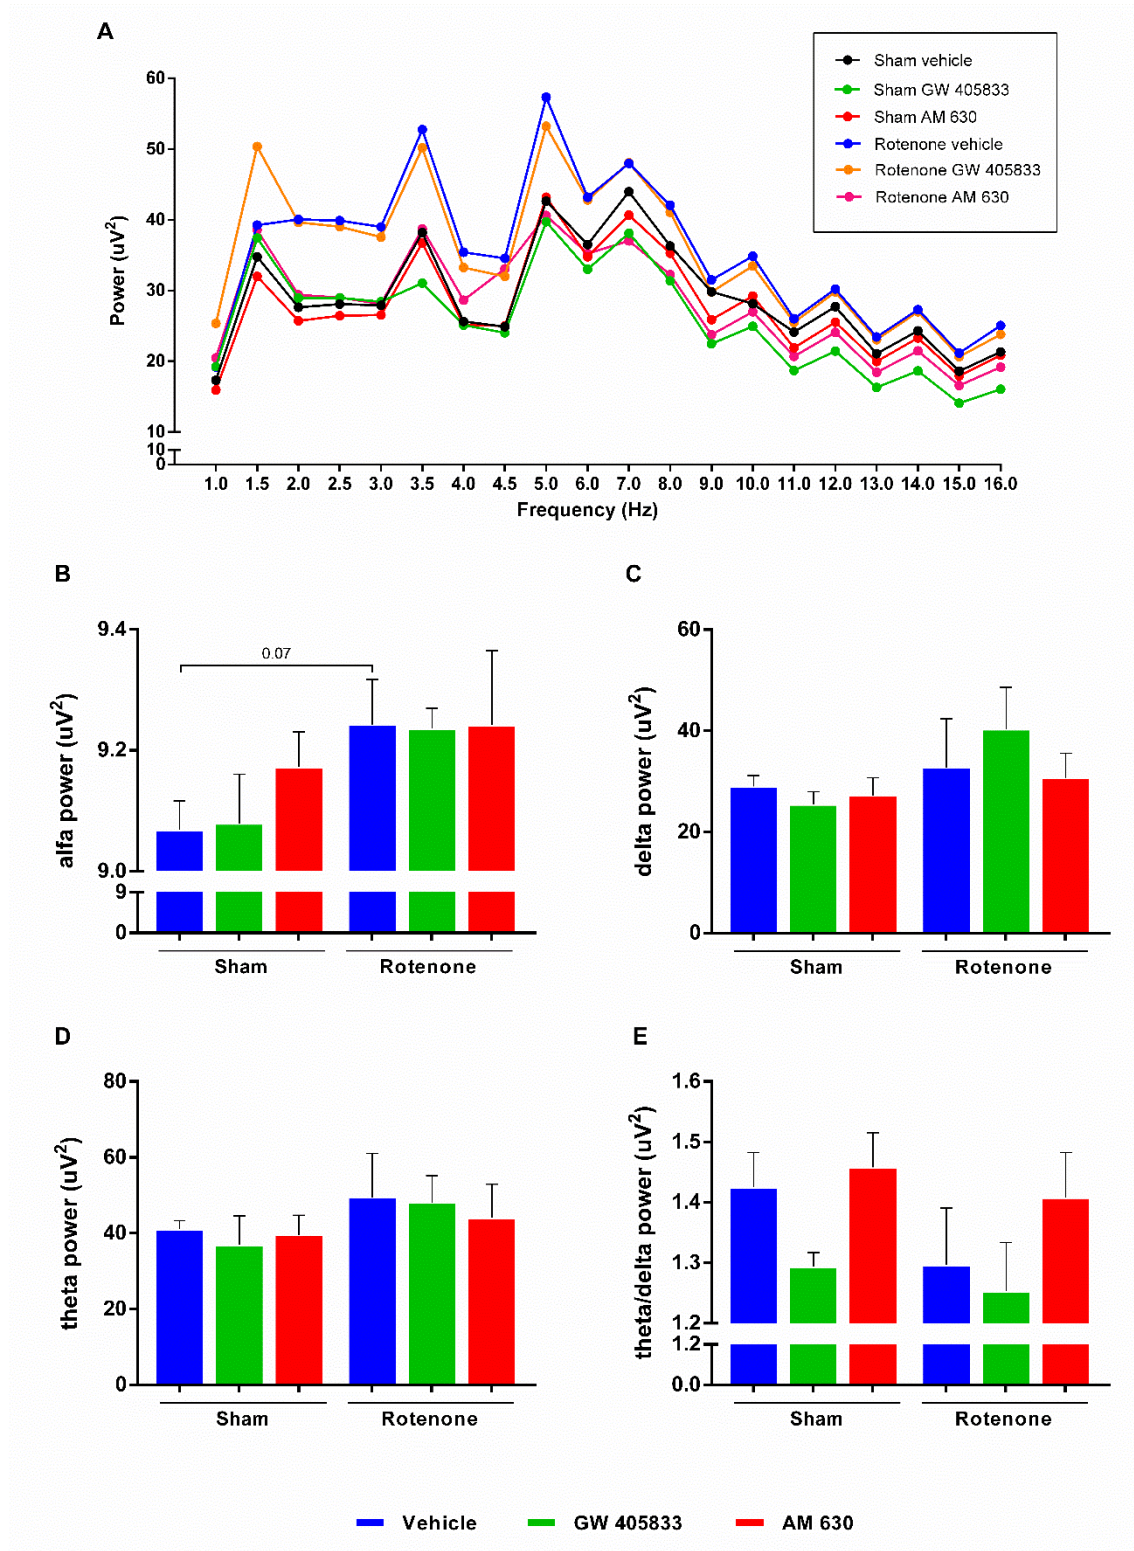 A
Sham vehicle
Sham GW 405833
Sham AM 630
Rotenone vehicle
Rotenone GW 405833
Rotenone AM 630
Power (uV²)
60
50
40
30
20
10
10
0
1.0 1.5 2.0 2.5 3.0 3.5 4.0 4.5 5.0 6.0 7.0 8.0 9.0 10.0 11.0 12.0 13.0 14.0 15.0 16.0
Frequency (Hz)
B
alfa power (uV²)
9.4
9.2
9.0
9
0
0.07
Sham Rotenone
C
delta power (uV²)
60
40
20
0
Sham Rotenone
D
theta power (uV²)
80
60
40
20
0
Sham Rotenone
E
theta/delta power (uV²)
1.6
1.5
1.4
1.3
1.2
1.2
0.0
Sham Rotenone
Vehicle GW 405833 AM 630